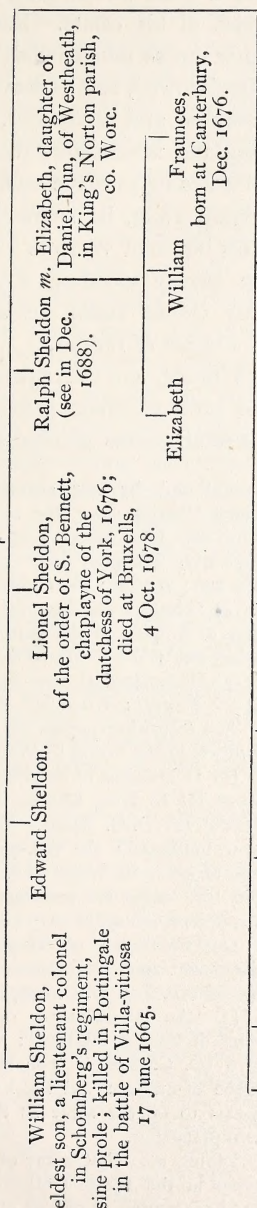 William Sheldon,
eldest son, a lieutenant colonel
in Schomberg's regiment,
sine prole; killed in Portingale
in the battle of Villa-vitiosa
17 June 1665.
Edward Sheldon.
Lionel Sheldon,
of the order of S. Bennett,
chaplayne of the
dutchess of York, 1676;
died at Bruxells,
4 Oct. 1678.
Ralph Sheldon m. Elizabeth, daughter of
(see in Dec. Daniel Dun, of Westheath,
1688). in King's Norton parish,
co. Worc.
Elizabeth William Fraunces,
born at Canterbury,
Dec. 1676.